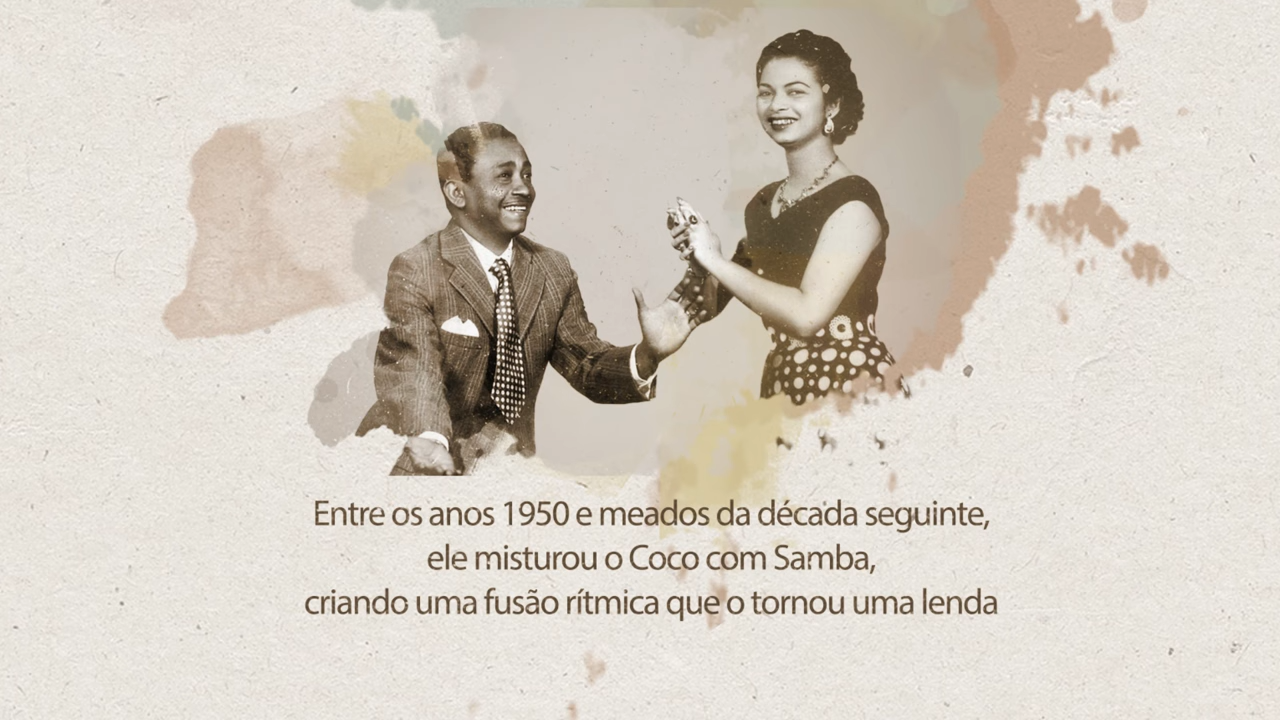 Entre os anos 1950 e meados da década seguinte,
ele misturou o Coco com Samba,
criando uma fusão rítmica que o tornou uma lenda